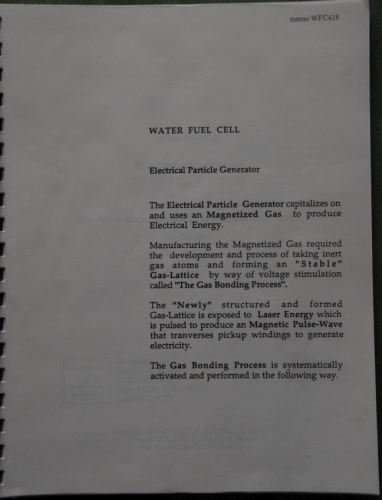 memo WFC418
WATER FUEL CELL
Electrical Particle Generator
The Electrical Particle Generator capitalizes on
and uses an Magnetized Gas to produce
Electrical Energy.
Manufacturing the Magnetized Gas required
the development and process of taking inert
gas atoms and forming an "Stable"
Gas-Lattice by way of voltage stimulation
called "The Gas Bonding Process".
The "Newly" structured and formed
Gas-Lattice is exposed to Laser Energy which
is pulsed to produce an Magnetic Pulse-Wave
that tranverses pickup windings to generate
electricity.
The Gas Bonding Process is systematically
activated and performed in the following way.